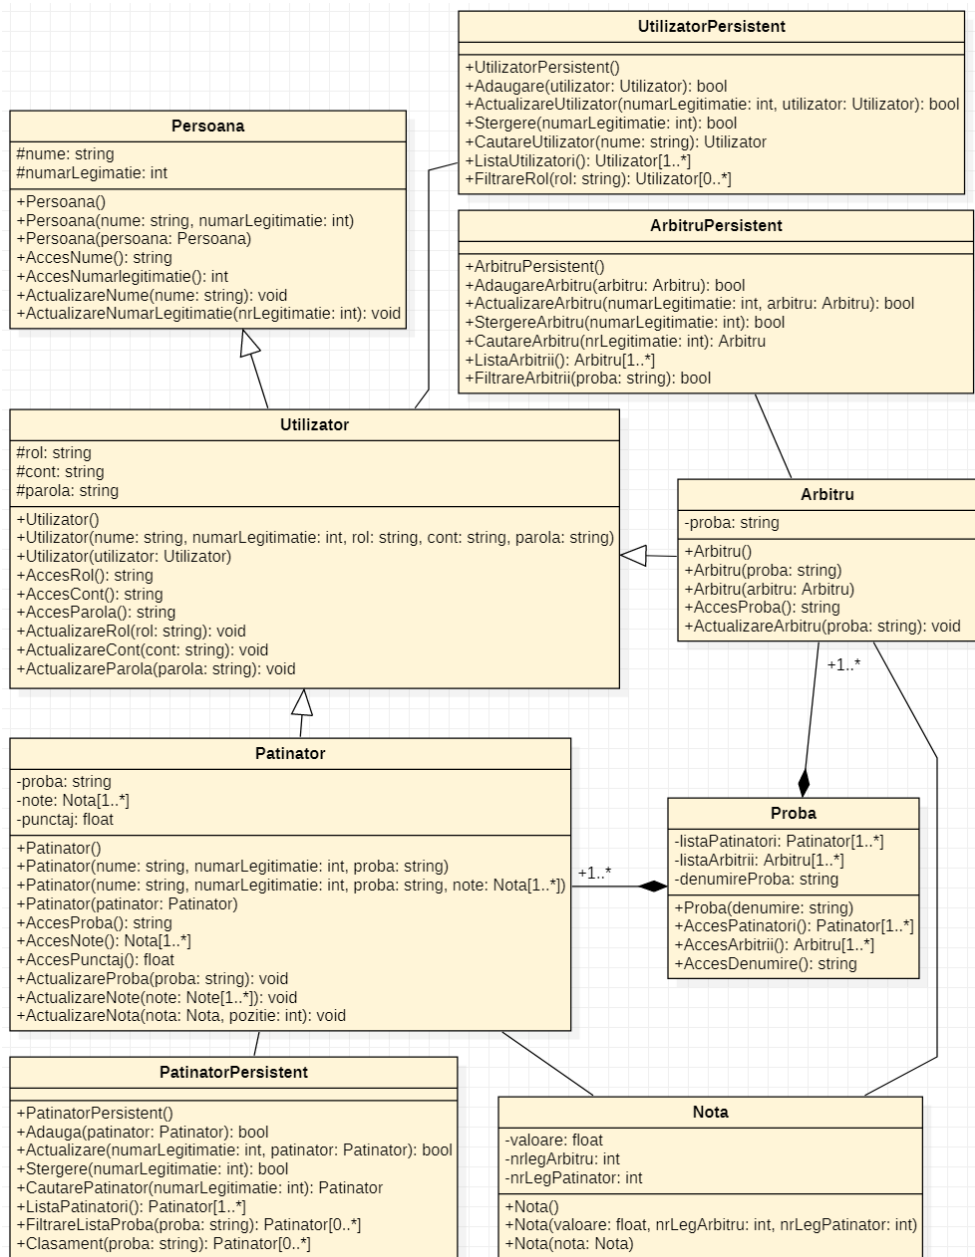 UtilizatorPersistent
+UtilizatorPersistent()
+Adaugare(utilizator: Utilizator): bool
+ActualizareUtilizator(numarLegitimatie: int, utilizator: Utilizator): bool
+Stergere(numarLegitimatie: int): bool
+CautareUtilizator(nume: string): Utilizator
+ListaUtilizatori(): Utilizator[1..*]
+FiltrareRol(rol: string): Utilizator[0..*]
Persoana
#nume: string
#numarLegimatie: int
+Persoana()
+Persoana(nume: string, numarLegitimatie: int)
+Persoana(persoana: Persoana)
+AccesNume(): string
+AccesNumarlegitimatie(): int
+ActualizareNume(nume: string): void
+ActualizareNumarLegitimatie(nrLegitimatie: int): void
ArbitruPersistent
+ArbitruPersistent()
+AdaugareArbitru(arbitru: Arbitru): bool
+ActualizareArbitru(numarLegitimatie: int, arbitru: Arbitru): bool
+StergereArbitru(numarLegitimatie: int): bool
+CautareArbitru(nrLegitimatie: int): Arbitru
+ListaArbitrii(): Arbitru[1..*]
+FiltrareArbitrii(proba: string): bool
Utilizator
#rol: string
#cont: string
#parola: string
+Utilizator()
+Utilizator(nume: string, numarLegitimatie: int, rol: string, cont: string, parola: string)
+Utilizator(utilizator: Utilizator)
+AccesRol(): string
+AccesCont(): string
+AccesParola(): string
+ActualizareRol(rol: string): void
+ActualizareCont(cont: string): void
+ActualizareParola(parola: string): void
Arbitru
-proba: string
+Arbitru()
+Arbitru(proba: string)
+Arbitru(arbitru: Arbitru)
+AccesProba(): string
+ActualizareArbitru(proba: string): void
+1..*
Patinator
-proba: string
-note: Nota[1..*]
-punctaj: float
+Patinator()
+Patinator(nume: string, numarLegitimatie: int, proba: string)
+Patinator(nume: string, numarLegitimatie: int, proba: string, note: Nota[1..*])
+Patinator(patinator: Patinator)
+AccesProba(): string
+AccesNote(): Nota[1..*]
+AccesPunctaj(): float
+ActualizareProba(proba: string): void
+ActualizareNote(note: Note[1..*]): void
+ActualizareNota(nota: Nota, pozitie: int): void
+1..*
Proba
-listaPatinatori: Patinator[1..*]
-listaArbitrii: Arbitru[1..*]
-denumireProba: string
+Proba(denumire: string)
+AccesPatinatori(): Patinator[1..*]
+AccesArbitrii(): Arbitru[1..*]
+AccesDenumire(): string
PatinatorPersistent
+PatinatorPersistent()
+Adauga(patinator: Patinator): bool
+Actualizare(numarLegitimatie: int, patinator: Patinator): bool
+Stergere(numarLegitimatie: int): bool
+CautarePatinator(numarLegitimatie: int): Patinator
+ListaPatinatori(): Patinator[1..*]
+FiltrareListaProba(proba: string): Patinator[0..*]
+Clasament(proba: string): Patinator[0..*]
Nota
-valoare: float
-nrlegArbitru: int
-nrLegPatinator: int
+Nota()
+Nota(valoare: float, nrLegArbitru: int, nrLegPatinator: int)
+Nota(nota: Nota)